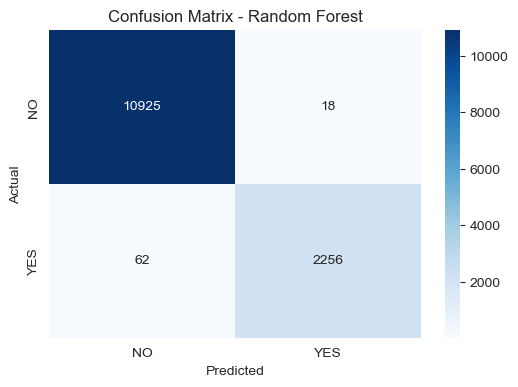 Confusion Matrix - Random Forest
NO
10925
18
YES
62
2256
Actual
NO
YES
Predicted
10000
8000
6000
4000
2000